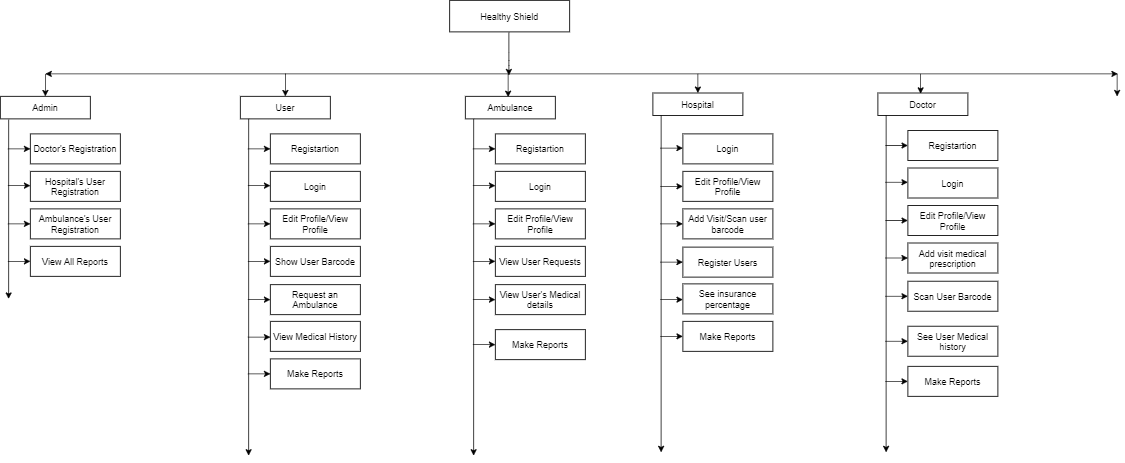 Healthy Shield
Admin
Doctor's Registration
Hospital's User
Registration
Ambulance's User
Registration
View All Reports
User
Registartion
Login
Edit Profile/View
Profile
Show User Barcode
Request an
Ambulance
View Medical History
Make Reports
Ambulance
Registartion
Login
Edit Profile/View
Profile
View User Requests
View User's Medical
details
Make Reports
Hospital
Login
Edit Profile/View
Profile
Add Visit/Scan user
barcode
Register Users
See insurance
percentage
Make Reports
Doctor
Registartion
Login
Edit Profile/View
Profile
Add visit medical
prescription
Scan User Barcode
See User Medical
history
Make Reports